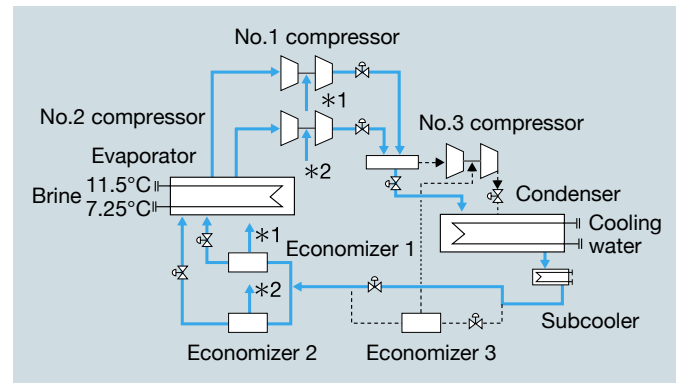 No.1 compressor
∗1
No.2 compressor
∗2
No.3 compressor
Evaporator
Brine
11.5°C
7.25°C
Condenser
Cooling
water
∗1
Economizer 1
∗2
Subcooler
Economizer 2
Economizer 3